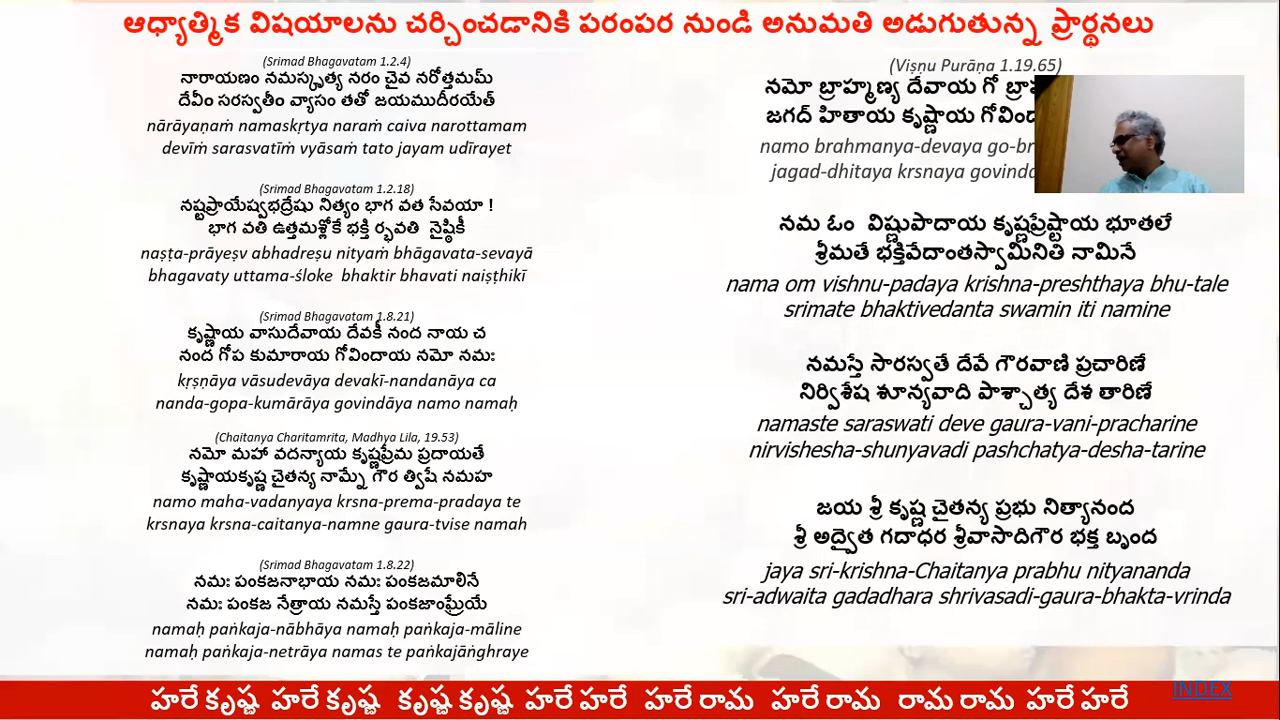 ఆధ్యాత్మిక విషయాలను చర్చించడానికి పరంపర నుండి అనుమతి అడుగుతున్న ప్రార్థనలు
(Srimad Bhagavatam 1.2.4)
నారాయణం నమస్కృత్య నరం చైవ నరోత్తమమ్
దేవీం సరస్వతీం వ్యాసం తతో జయముదీరయేత్
nārāyaṇaṁ namaskṛtya naraṁ caiva narottamam
devīṁ sarasvatīṁ vyāsaṁ tato jayam udīrayet
(Srimad Bhagavatam 1.2.18)
నష్టప్రాయేష్వభద్రేషు నిత్యం భాగ వత సేవయా !
భాగ వతి ఉత్తమశ్లోకే భక్తి ర్భవతి నైష్ఠికీ
naṣṭa-prāyeṣv abhadreṣu nityaṁ bhāgavata-sevayā
bhagavaty uttama-śloke bhaktir bhavati naiṣṭhikī
(Srimad Bhagavatam 1.8.21)
కృష్ణాయ వాసుదేవాయ దేవకీ నంద నాయ చ
నంద గోప కుమారాయ గోవిందాయ నమో నమః
kṛṣṇāya vāsudevāya devakī-nandanāya ca
nanda-gopa-kumārāya govindāya namo namaḥ
(Chaitanya Charitamrita, Madhya Lila, 19.53)
నమో మహా వదన్యాయ కృష్ణప్రేమ ప్రదాయతే
కృష్ణాయకృష్ణ చైతన్య నామ్నే గౌర త్విషే నమహ
namo maha-vadanyaya krsna-prema-pradaya te
krsnaya krsna-caitanya-namne gaura-tvise namah
(Srimad Bhagavatam 1.8.22)
నమః పంకజనాభాయ నమః పంకజమాలినే
నమః పంకజ నేత్రాయ నమస్తే పంకజాంఘ్రేయే
namaḥ paṅkaja-nābhāya namaḥ paṅkaja-māline
namaḥ paṅkaja-netrāya namas te paṅkajāṅghraye
(Viṣṇu Purāṇa 1.19.65)
నమో బ్రాహ్మణ్య దేవాయ గో
జగద్ హితాయ కృష్ణాయ
namo brahmanya-devaya
jagad-dhitaya krsnaya
నమ ఓం విష్ణుపాదాయ కృష్ణప్రేష్టాయ భూతలే
శ్రీమతే భక్తివేదాంతస్వామినితి నామినే
nama om vishnu-padaya krishna-preshthaya bhu-tale
srimate bhaktivedanta swamin iti namine
నమస్తే సారస్వతే దేవే గౌరవాణి ప్రచారిణే
నిర్విశేష శూన్యవాది పాశ్చాత్య దేశ తారిణే
namaste saraswati deve gaura-vani-pracharine
nirvishesha-shunyavadi pashchatya-desha-tarine
జయ శ్రీ కృష్ణ చైతన్య ప్రభు నిత్యానంద
శ్రీ అద్వైత గదాధర శ్రీవాసాదిగౌర భక్త బృంద
jaya sri-krishna-Chaitanya prabhu nityananda
sri-adwaita gadadhara shrivasadi-gaura-bhakta-vrinda
హరే కృష్ణ హరే కృష్ణ కృష్ణ కృష్ణ హరే హరే హరే రామ హరే రామ రామ రామ హరే హరే
INDEX